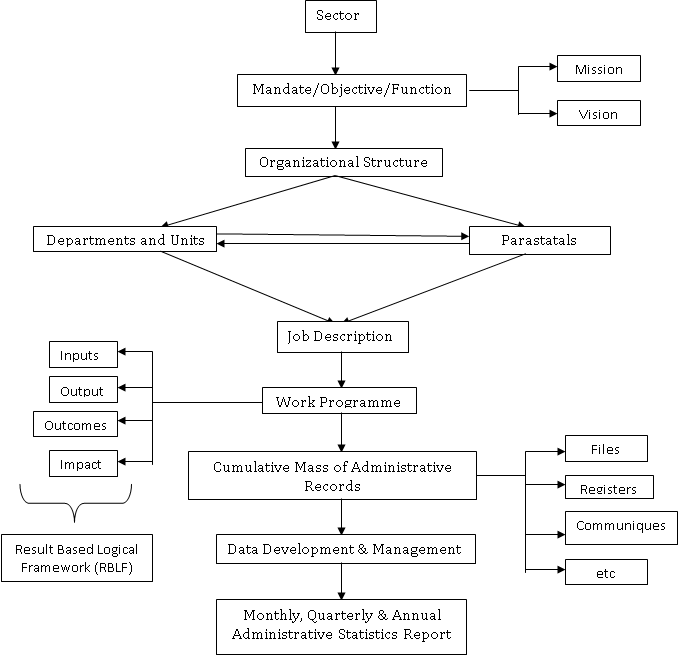 Sector
Mandate/Objective/Function
Mission
Vision
Organizational Structure
Departments and Units
Parastatals
Job Description
Inputs
Output
Outcomes
Impact
Work Programme
Cumulative Mass of Administrative
Records
Files
Registers
Communiques
etc
Result Based Logical
Framework (RBLF)
Data Development & Management
Monthly, Quarterly & Annual
Administrative Statistics Report